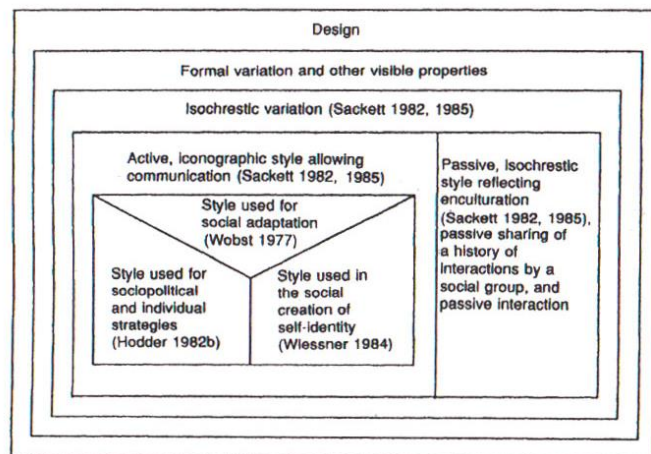 Design
Formal variation and other visible properties
Isochrestic variation (Sackett 1982, 1985)
Active, iconographic style allowing
communication (Sackett 1982, 1985)
Style used for
social adaptation
(Wobst 1977)
Style used for
sociopolitical
and individual
strategies
(Hodder 1982b)
Style used in
the social
creation of
self-identity
(Wiessner 1984)
Passive, isochrestic
style reflecting
enculturation
(Sackett 1982, 1985),
passive sharing of
a history of
interactions by a
social group, and
passive interaction